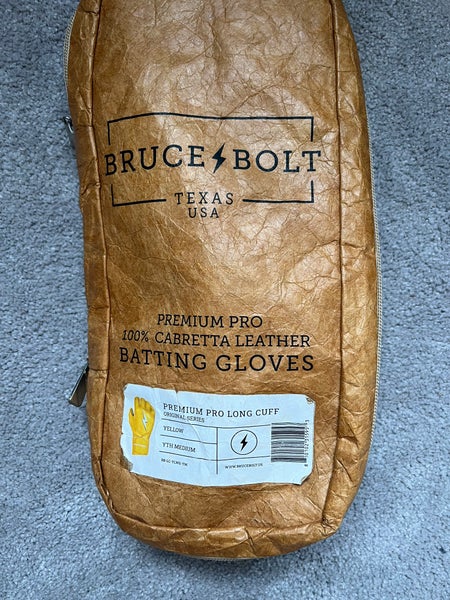 BRUCE⚡BOLT
TEXAS
USA
PREMIUM PRO
100% CABRETTA LEATHER
BATTING GLOVES
PREMIUM PRO LONG CUFF
ORIGINAL SERIES
YELLOW
YTH MEDIUM
WWW.BRUCEBOLT.US